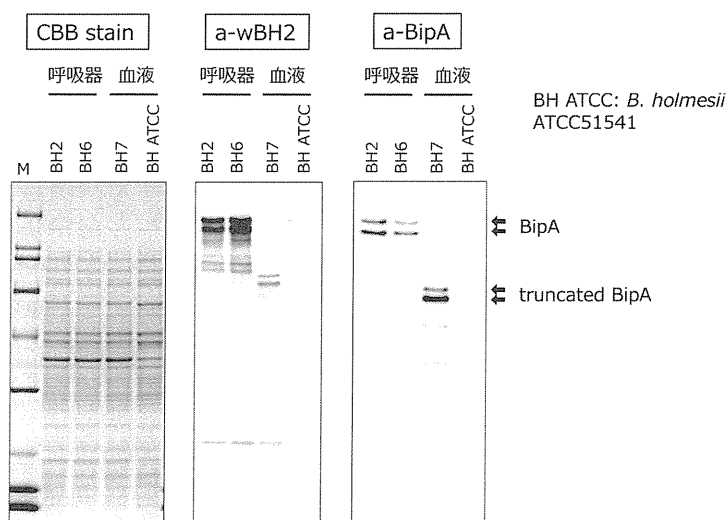 CBB stain
a-wBH2
a-BipA
呼吸器 血液
呼吸器 血液
呼吸器 血液
BH ATCC: B. holmesii
ATCC51541
M BH2 BH6 BH7 BH ATCC
BH2 BH6 BH7 BH ATCC
BH2 BH6 BH7 BH ATCC
BipA
truncated BipA